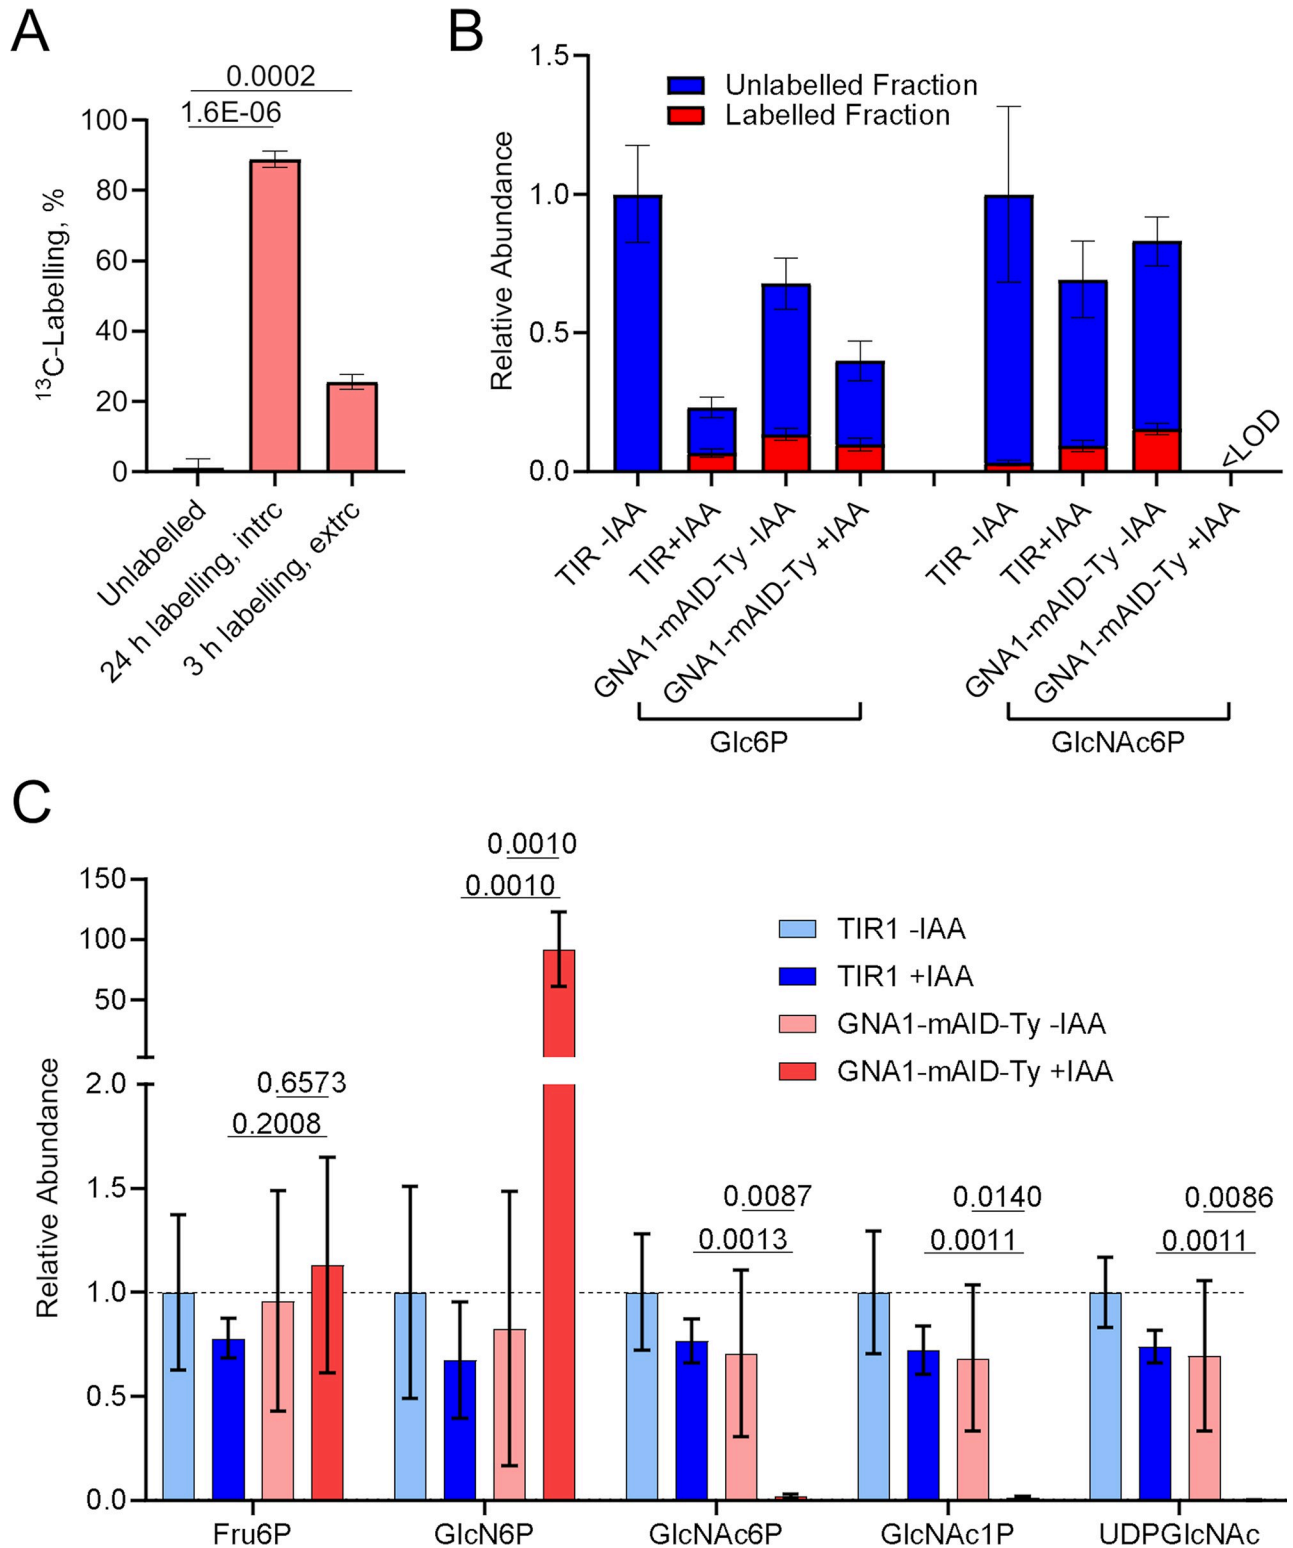 A
0.0002
1.6E-06
100
80
60
40
20
0
¹³C-Labelling, %
Unlabelled
24 h labelling, intrc
3 h labelling, extrc
B
1.5
1.0
0.5
0.0
Relative Abundance
Unlabelled Fraction
Labelled Fraction
<LOD
TIR -IAA
TIR+IAA
GNA1-mAID-Ty -IAA
GNA1-mAID-Ty +IAA
TIR -IAA
TIR+IAA
GNA1-mAID-Ty -IAA
GNA1-mAID-Ty +IAA
Glc6P
GlcNAc6P
C
150
100
50
2.0
1.5
1.0
0.5
0.0
Relative Abundance
0.6573
0.2008
0.0010
0.0010
0.0087
0.0013
0.0140
0.0011
0.0086
0.0011
TIR1 -IAA
TIR1 +IAA
GNA1-mAID-Ty -IAA
GNA1-mAID-Ty +IAA
Fru6P
GlcN6P
GlcNAc6P
GlcNAc1P
UDPGlcNAc